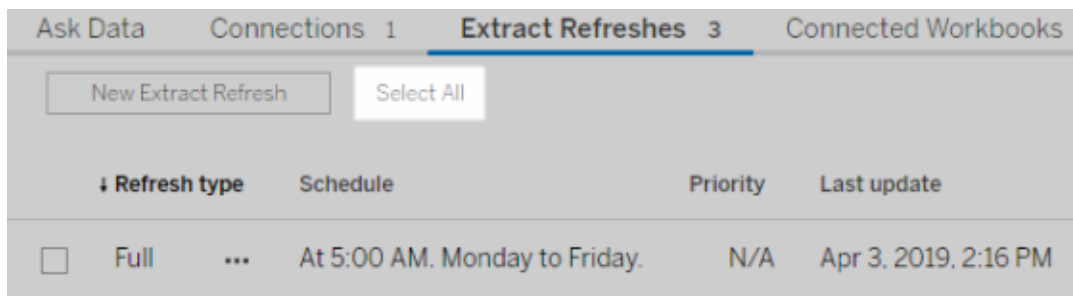 Ask Data Connections 1 Extract Refreshes 3 Connected Workbooks
New Extract Refresh Select All
↓ Refresh type Schedule Priority Last update
Full ••• At 5:00 AM. Monday to Friday. N/A Apr 3, 2019, 2:16 PM